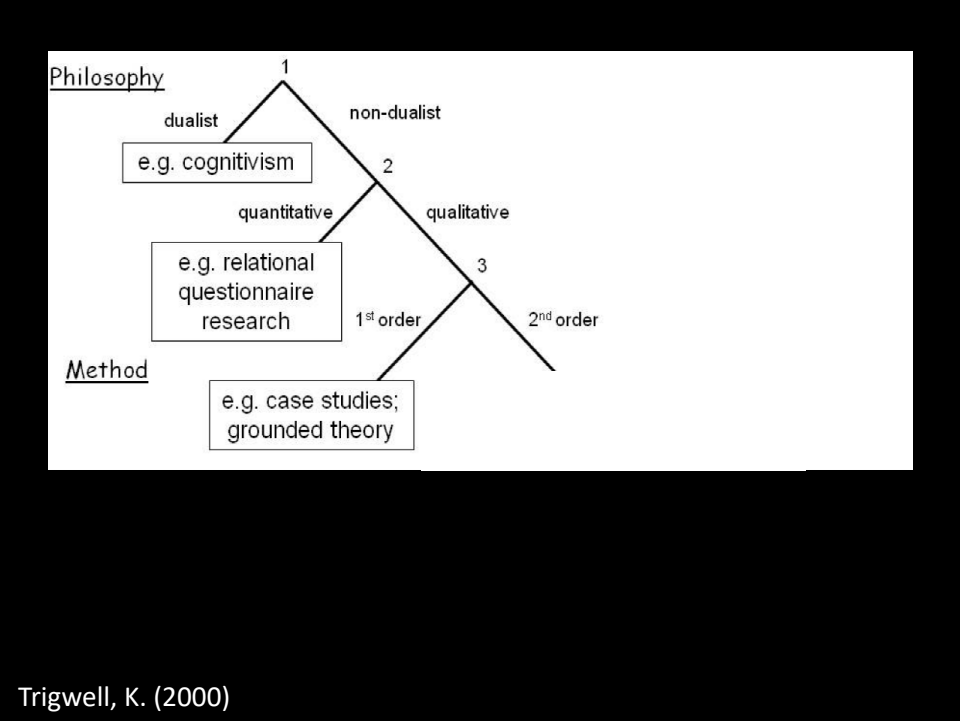 1
Philosophy
dualist
non-dualist
e.g. cognitivism
2
quantitative
qualitative
e.g. relational
questionnaire
research
3
1st order
2nd order
Method
e.g. case studies;
grounded theory
Trigwell, K. (2000)